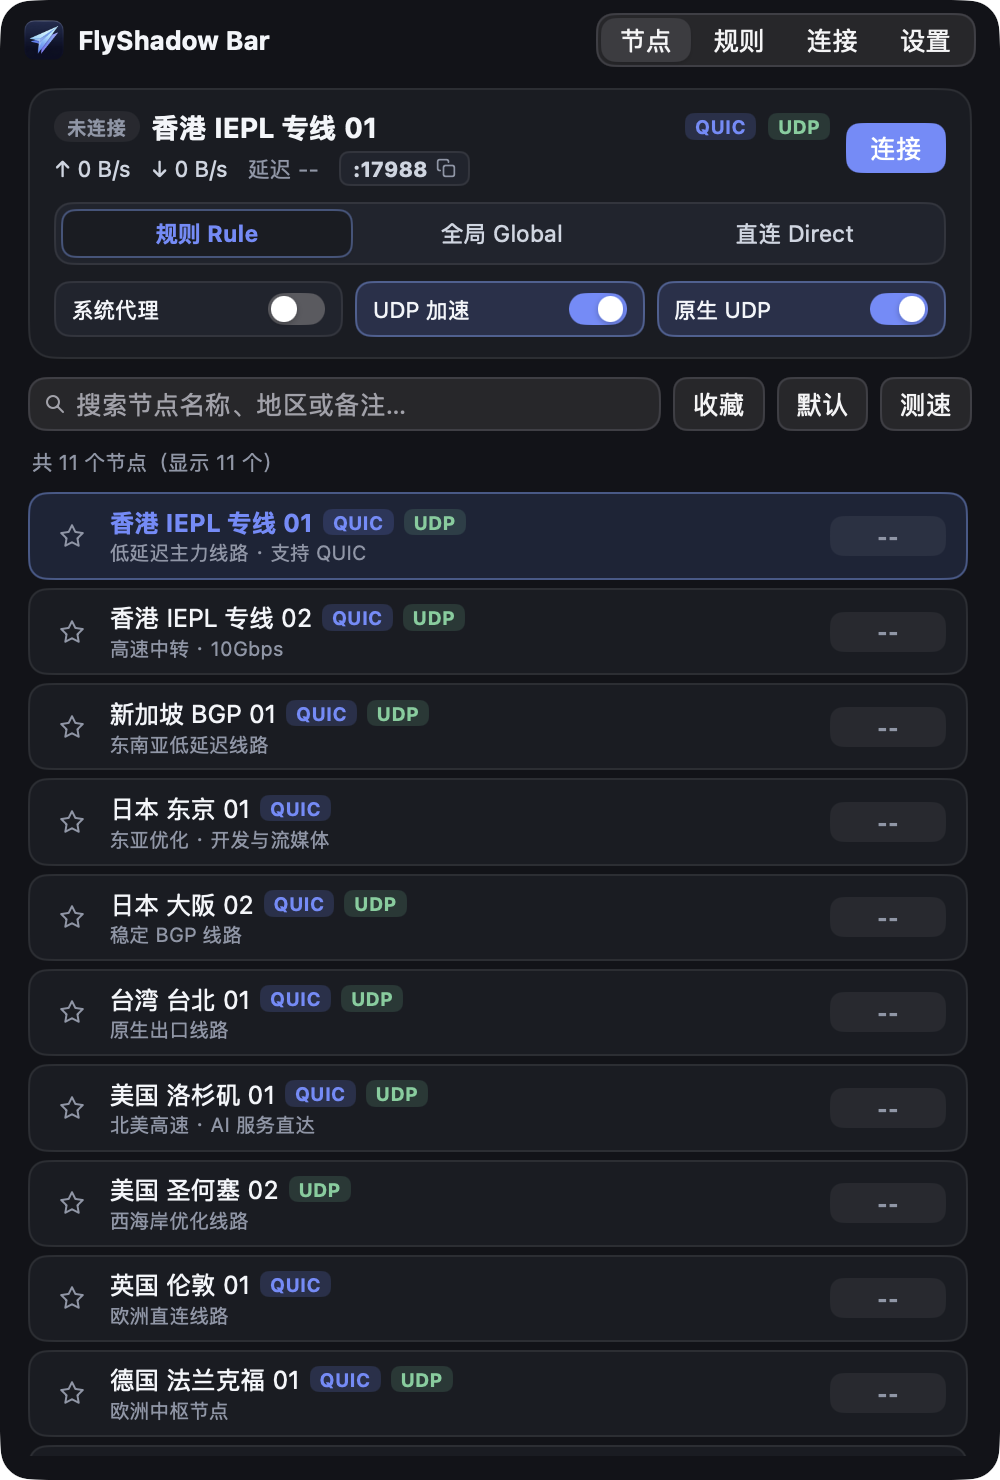 FlyShadow Bar
节点 规则 连接 设置
未连接 香港 IEPL 专线 01 QUIC UDP
连接
↑ 0 B/s ↓ 0 B/s 延迟 -- :17988
规则 Rule 全局 Global 直连 Direct
系统代理 UDP 加速 原生 UDP
搜索节点名称、地区或备注... 收藏 默认 测速
共 11 个节点（显示 11 个）
香港 IEPL 专线 01 QUIC UDP
低延迟主力线路 · 支持 QUIC
--
香港 IEPL 专线 02 QUIC UDP
高速中转 · 10Gbps
--
新加坡 BGP 01 QUIC UDP
东南亚低延迟线路
--
日本 东京 01 QUIC
东亚优化 · 开发与流媒体
--
日本 大阪 02 QUIC UDP
稳定 BGP 线路
--
台湾 台北 01 QUIC UDP
原生出口线路
--
美国 洛杉矶 01 QUIC UDP
北美高速 · AI 服务直达
--
美国 圣何塞 02 UDP
西海岸优化线路
--
英国 伦敦 01 QUIC
欧洲直连线路
--
德国 法兰克福 01 QUIC UDP
欧洲中枢节点
--